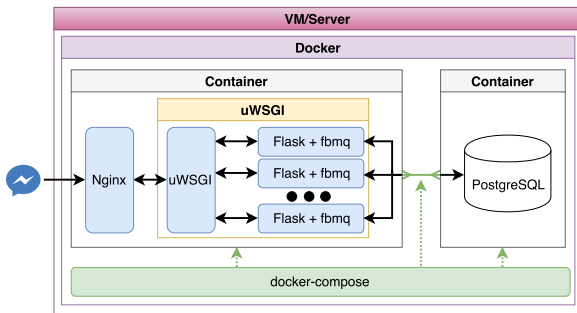 VM/Server
Docker
Container
Container
uWSGI
Nginx
uWSGI
Flask + fbmq
Flask + fbmq
Flask + fbmq
PostgreSQL
docker-compose